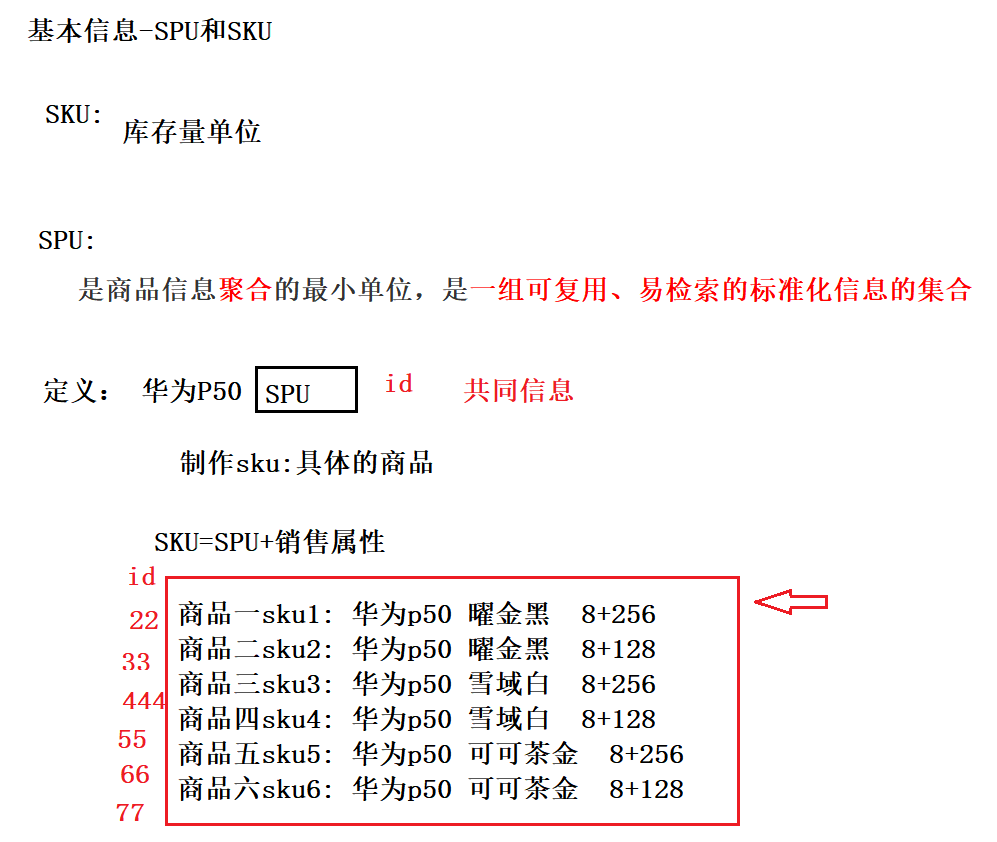 基本信息-SPU和SKU
SKU:
库存量单位
SPU:
是商品信息聚合的最小单位，是一组可复用、易检索的标准化信息的集合
定义： 华为P50 SPU id 共同信息
制作sku:具体的商品
SKU=SPU+销售属性
id
22 商品一sku1: 华为p50 曜金黑 8+256
33 商品二sku2: 华为p50 曜金黑 8+128
444 商品三sku3: 华为p50 雪域白 8+256
55 商品四sku4: 华为p50 雪域白 8+128
66 商品五sku5: 华为p50 可可茶金 8+256
77 商品六sku6: 华为p50 可可茶金 8+128